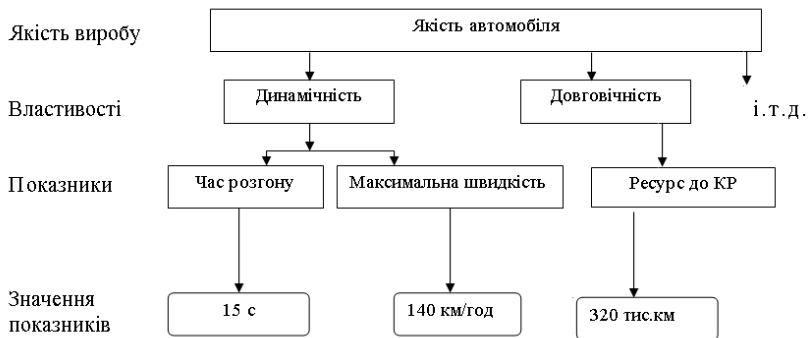 Якість виробу
Якість автомобіля
Властивості
Динамічність
Довговічність
і.т.д.
Показники
Час розгону
Максимальна швидкість
Ресурс до КР
Значення
показників
15 с
140 км/год
320 тис.км